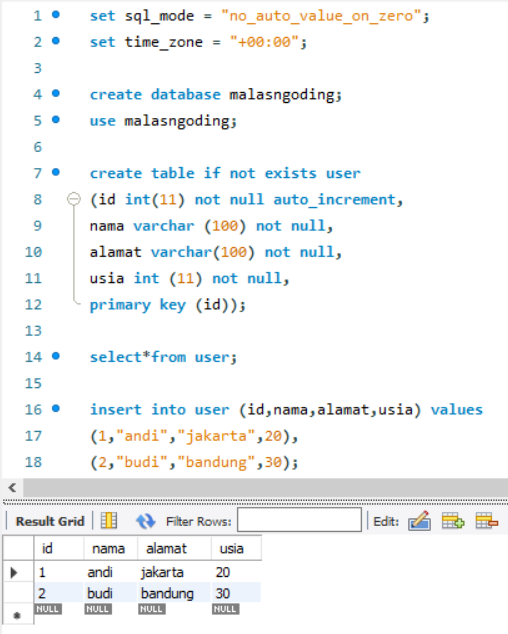 1 set sql_mode = "no_auto_value_on_zero";
2 set time_zone = "+00:00";
3
4 create database malasngoding;
5 use malasngoding;
6
7 create table if not exists user
8 (id int(11) not null auto_increment,
9 nama varchar (100) not null,
10 alamat varchar(100) not null,
11 usia int (11) not null,
12 primary key (id));
13
14 select*from user;
15
16 insert into user (id,nama,alamat,usia) values
17 (1,"andi","jakarta",20),
18 (2,"budi","bandung",30);
Result Grid Filter Rows: Edit:
id nama alamat usia
1 andi jakarta 20
2 budi bandung 30
NULL NULL NULL NULL